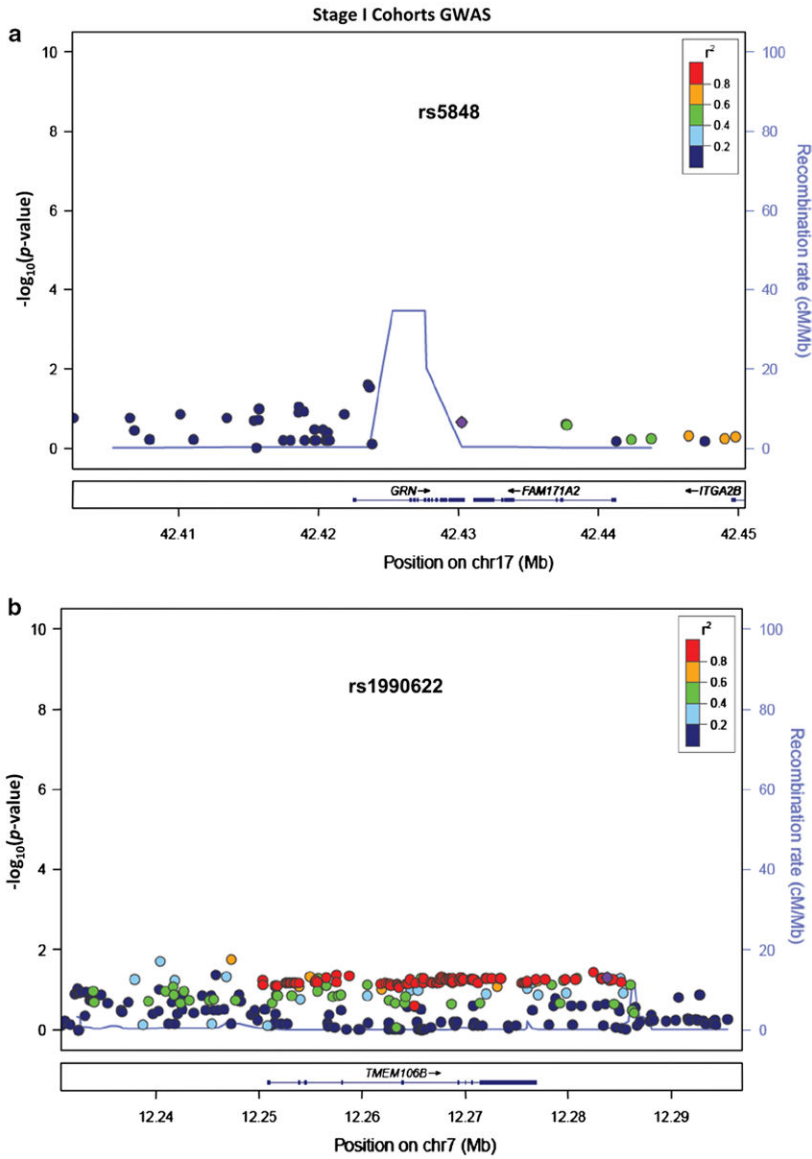 Stage I Cohorts GWAS
a
rs5848
r²
0.8
0.6
0.4
0.2
10
8
6
4
2
0
-log₁₀(p-value)
100
80
60
40
20
0
Recombination rate (cM/Mb)
GRN→
←FAM171A2
←ITGA2B
42.41 42.42 42.43 42.44 42.45
Position on chr17 (Mb)
b
rs1990622
r²
0.8
0.6
0.4
0.2
10
8
6
4
2
0
-log₁₀(p-value)
100
80
60
40
20
0
Recombination rate (cM/Mb)
TMEM106B→
12.24 12.25 12.26 12.27 12.28 12.29
Position on chr7 (Mb)